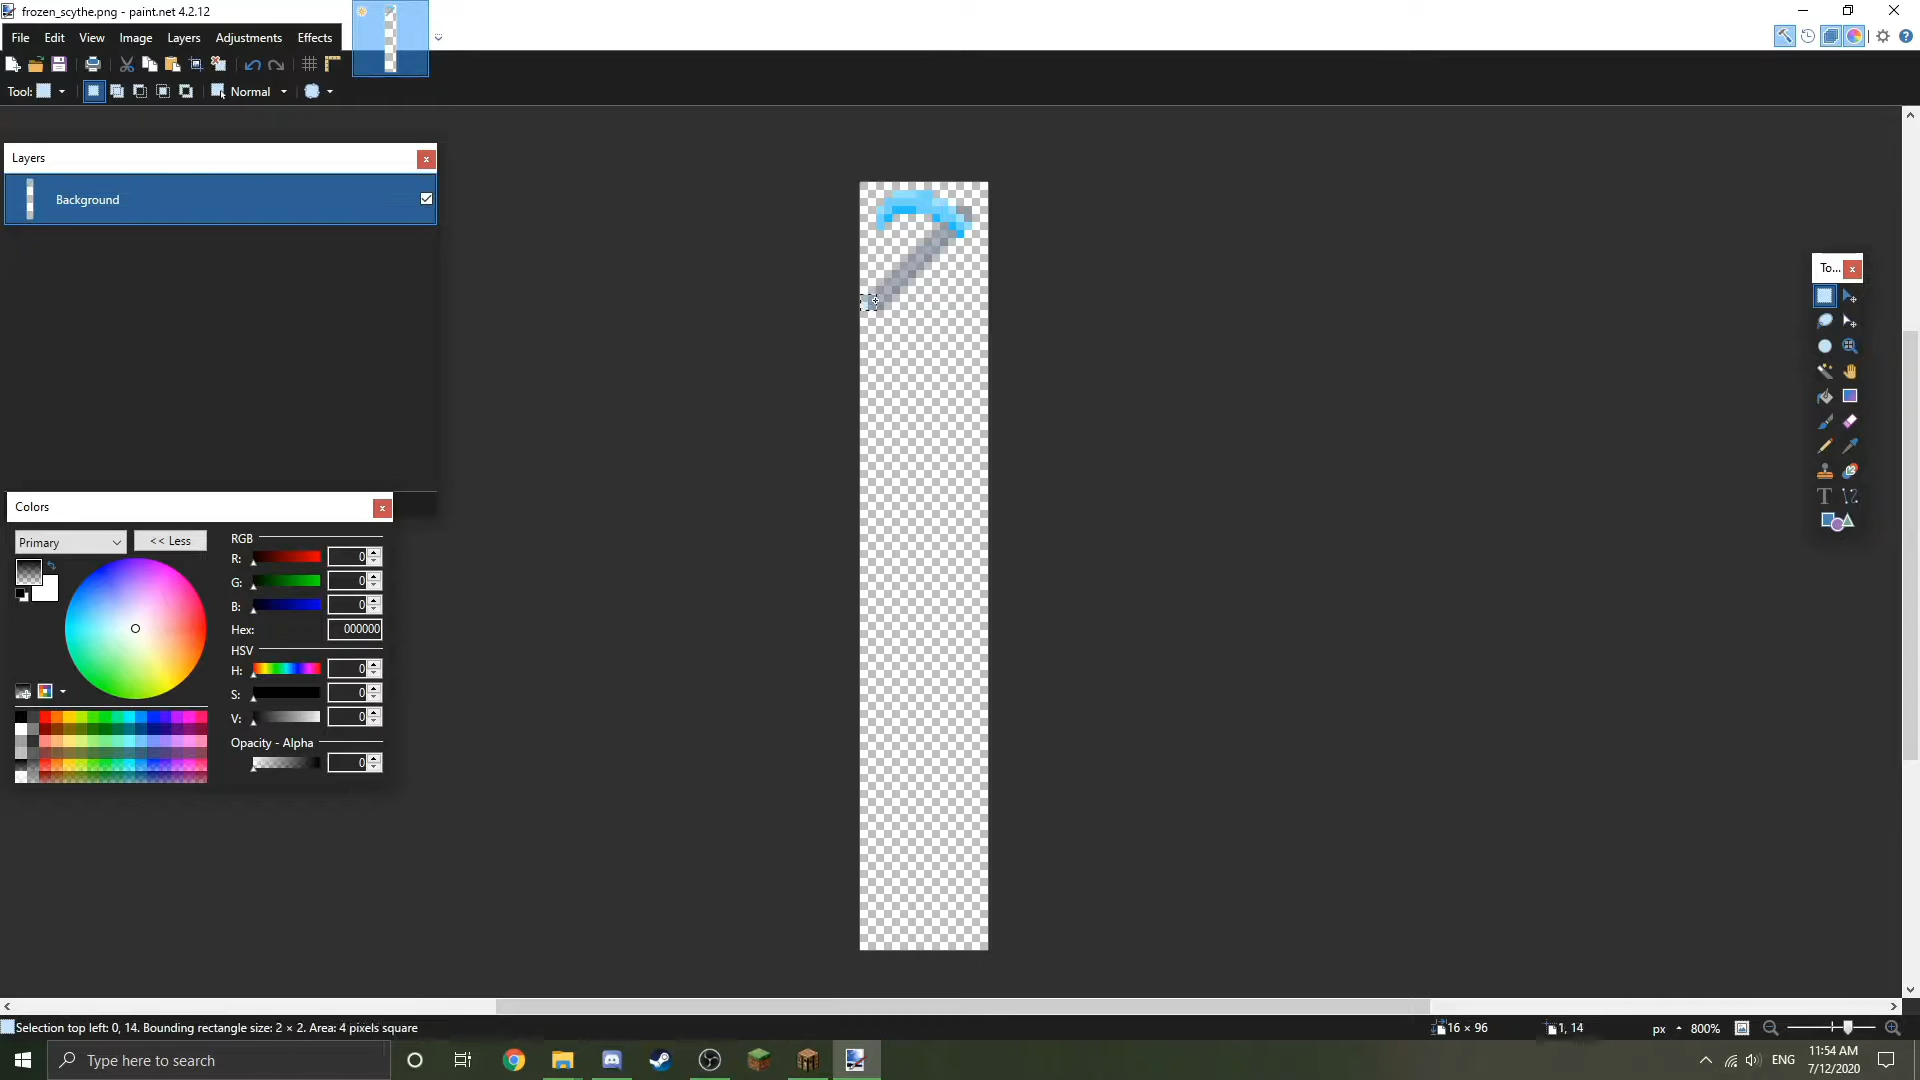 frozen_scythe.png - paint.net 4.2.12
File Edit View Image Layers Adjustments Effects
Tool: Normal
Layers
Background
To...
Colors
Primary << Less
RGB
R: 0
G: 0
B: 0
Hex: 000000
HSV
H: 0
S: 0
V: 0
Opacity - Alpha
0
Selection top left: 0, 14. Bounding rectangle size: 2 × 2. Area: 4 pixels square 16 × 96 1, 14 px 800%
Type here to search ENG 11:54 AM
7/12/2020